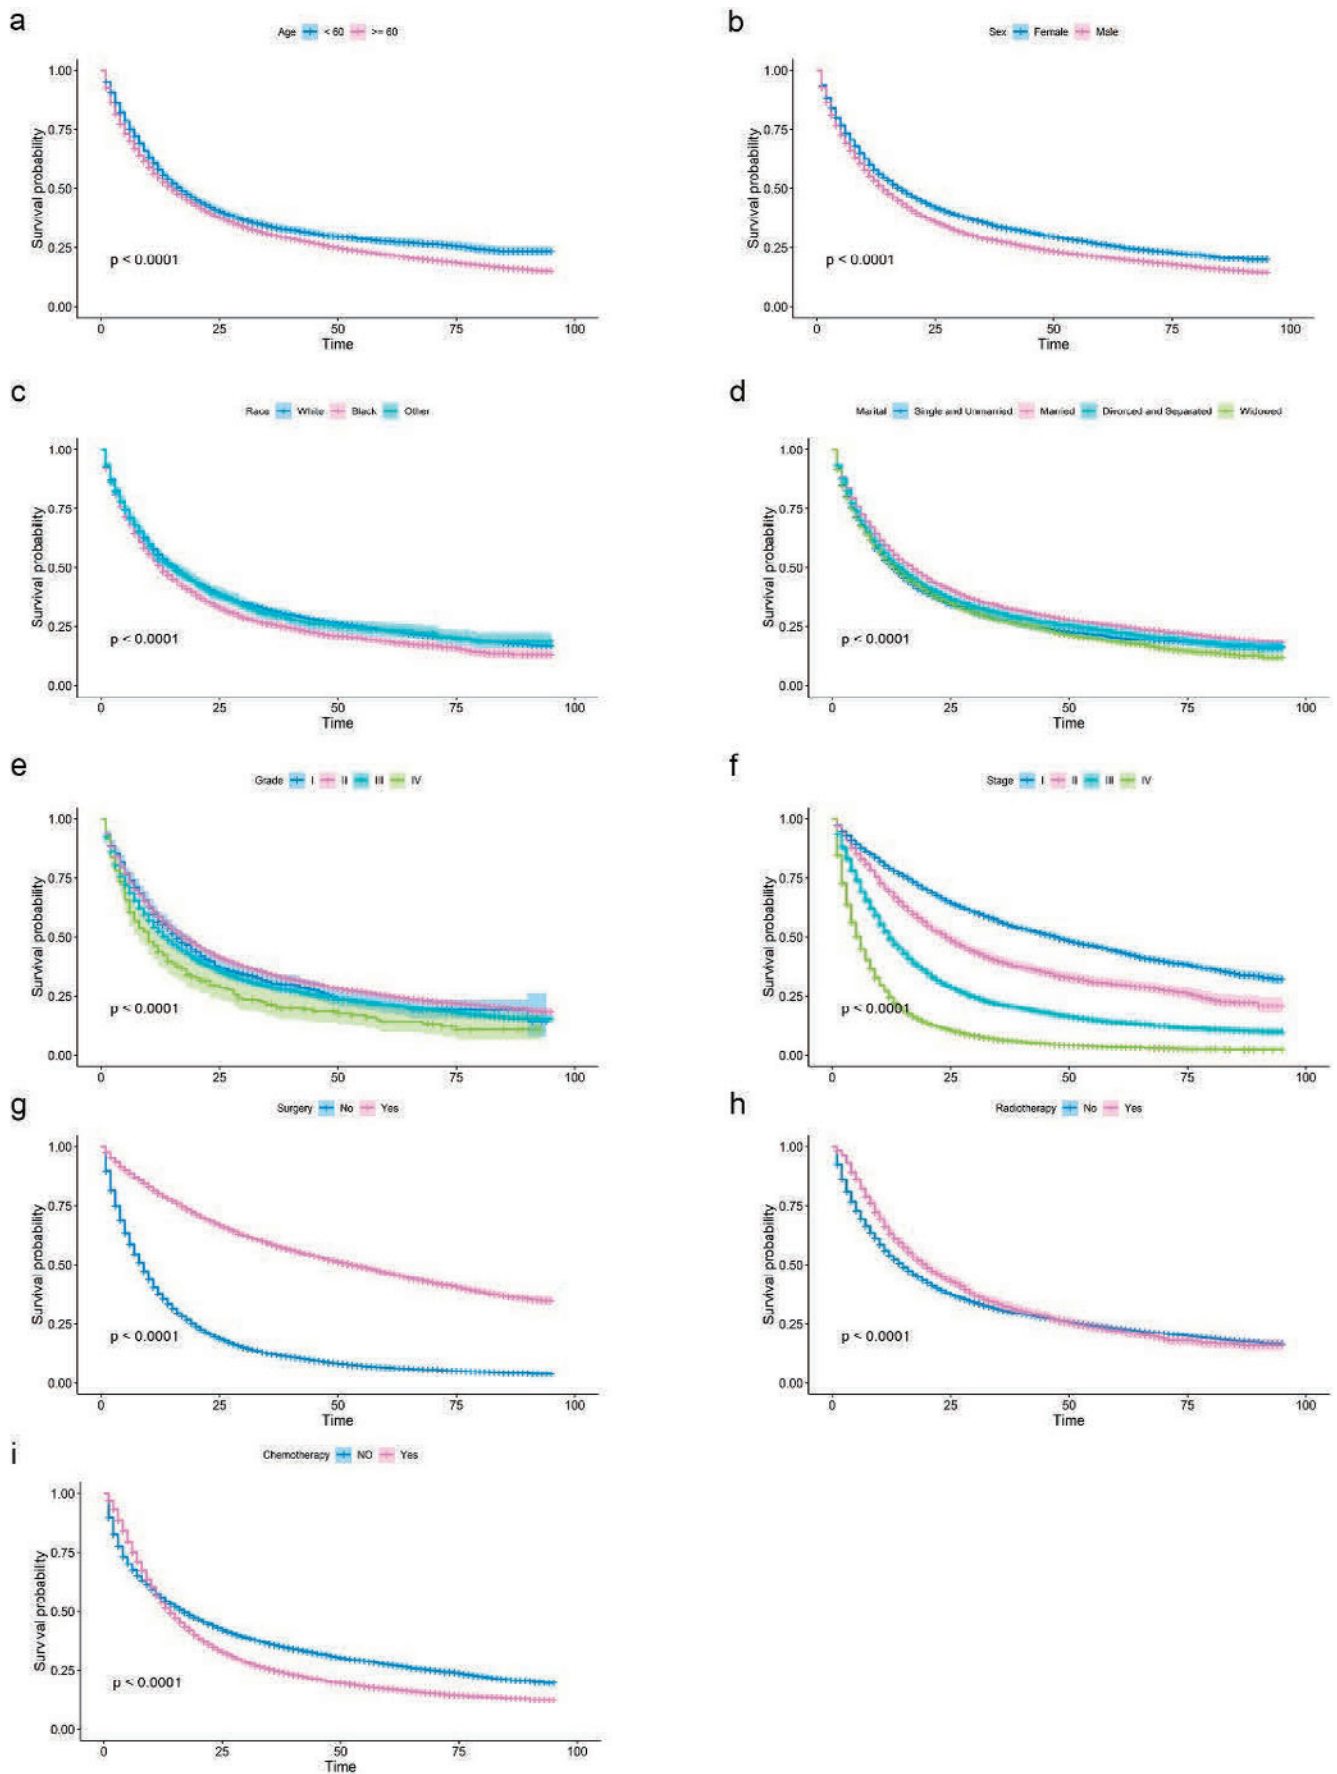 a
Age < 60 >= 60
1.00
0.75
0.50
0.25
0.00
Survival probability
p < 0.0001
0 25 50 75 100
Time
b
Sex Female Male
1.00
0.75
0.50
0.25
0.00
Survival probability
p < 0.0001
0 25 50 75 100
Time
c
Race White Black Other
1.00
0.75
0.50
0.25
0.00
Survival probability
p < 0.0001
0 25 50 75 100
Time
d
Marital Single and Unmarried Married Divorced and Separated Widowed
1.00
0.75
0.50
0.25
0.00
Survival probability
p < 0.0001
0 25 50 75 100
Time
e
Grade I II III IV
1.00
0.75
0.50
0.25
0.00
Survival probability
p < 0.0001
0 25 50 75 100
Time
f
Stage I II III IV
1.00
0.75
0.50
0.25
0.00
Survival probability
p < 0.0001
0 25 50 75 100
Time
g
Surgery No Yes
1.00
0.75
0.50
0.25
0.00
Survival probability
p < 0.0001
0 25 50 75 100
Time
h
Radiotherapy No Yes
1.00
0.75
0.50
0.25
0.00
Survival probability
p < 0.0001
0 25 50 75 100
Time
i
Chemotherapy NO Yes
1.00
0.75
0.50
0.25
0.00
Survival probability
p < 0.0001
0 25 50 75 100
Time